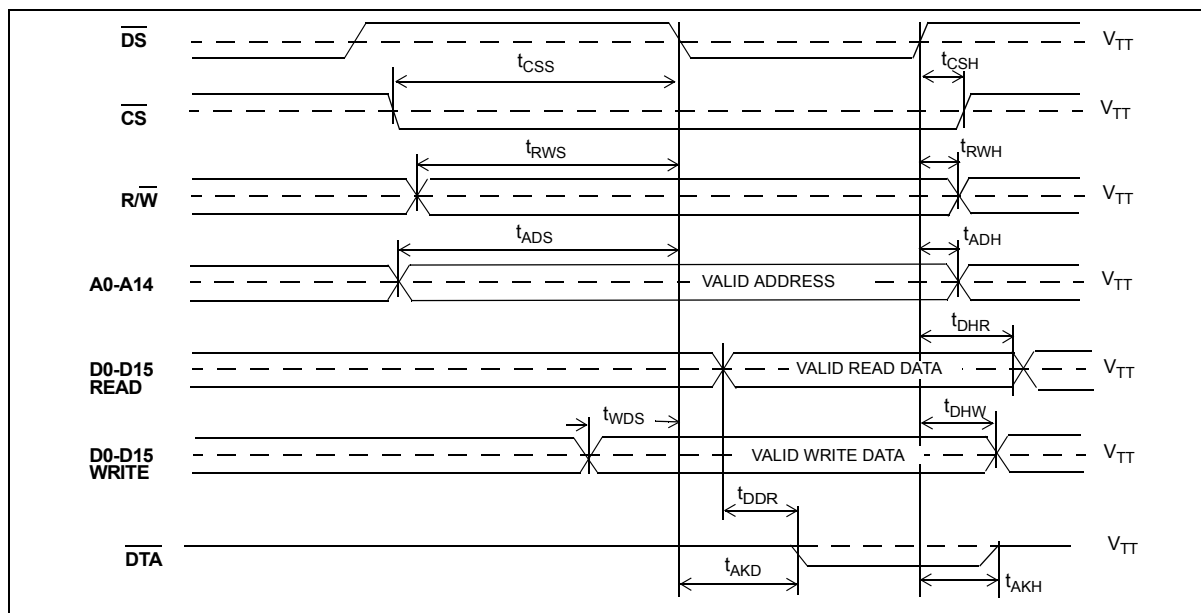 DS VTT
tCSS tCSH
CS VTT
tRWS tRWH
R/W VTT
tADS tADH
A0-A14 VALID ADDRESS VTT
tDHR
D0-D15 VALID READ DATA VTT
READ
tWDS tDHW
D0-D15 VALID WRITE DATA VTT
WRITE
tDDR
DTA VTT
tAKD tAKH